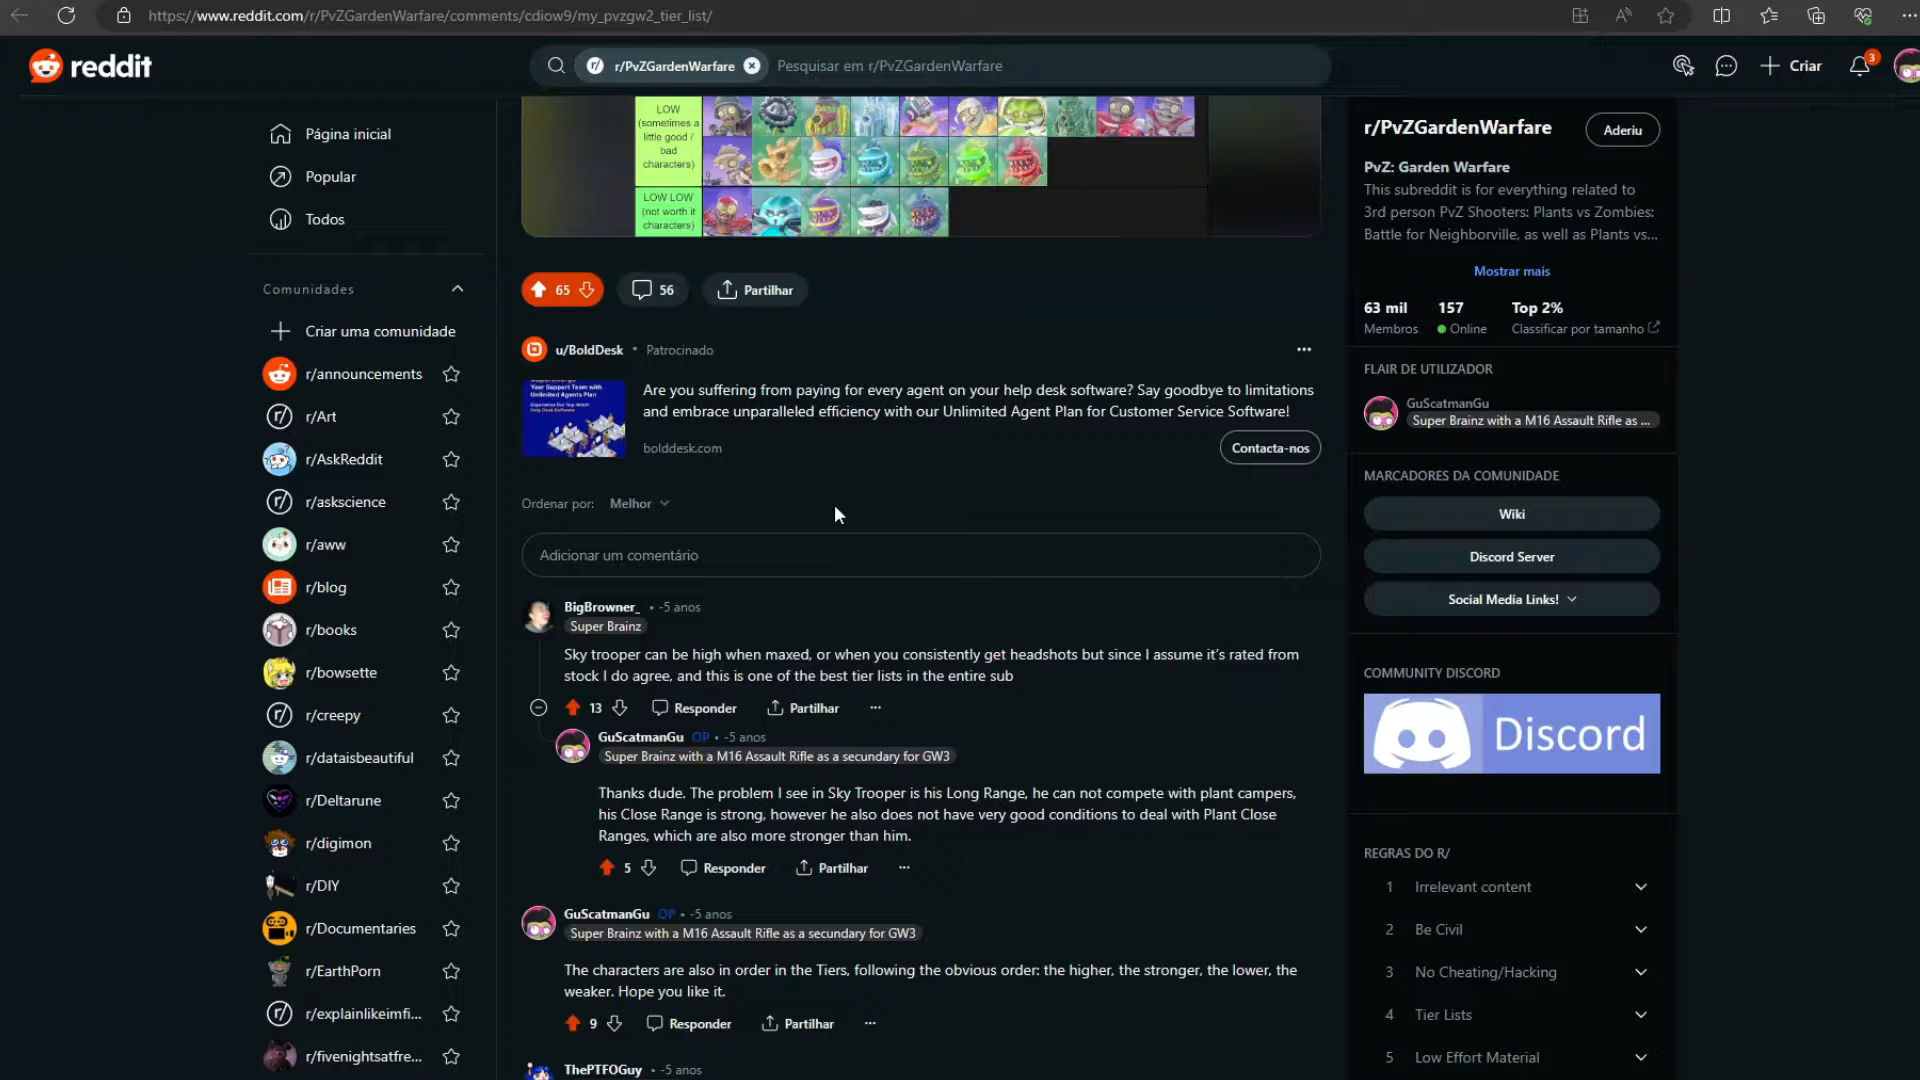 https://www.reddit.com/r/PvZGardenWarfare/comments/cdiow9/my_pvzgw2_tier_list/
reddit
r/PvZGardenWarfare
Pesquisar em r/PvZGardenWarfare
Criar
3
Página inicial
Popular
Todos
Comunidades
Criar uma comunidade
r/announcements
r/Art
r/AskReddit
r/askscience
r/aww
r/blog
r/books
r/bowsette
r/creepy
r/dataisbeautiful
r/Deltarune
r/digimon
r/DIY
r/Documentaries
r/EarthPorn
r/explainlikeimfi...
r/fivenightsatfre...
LOW
(sometimes a
little good /
bad
characters)
LOW LOW
(not worth it
characters)
65
56
Partilhar
u/BoldDesk • Patrocinado
Your Support Team with
Unlimited Agents Plan
Are you suffering from paying for every agent on your help desk software? Say goodbye to limitations
and embrace unparalleled efficiency with our Unlimited Agent Plan for Customer Service Software!
bolddesk.com
Contacta-nos
Ordenar por: Melhor
Adicionar um comentário
BigBrowner_ • -5 anos
Super Brainz
Sky trooper can be high when maxed, or when you consistently get headshots but since I assume it's rated from
stock I do agree, and this is one of the best tier lists in the entire sub
13 Responder Partilhar ...
GuScatmanGu OP • -5 anos
Super Brainz with a M16 Assault Rifle as a secundary for GW3
Thanks dude. The problem I see in Sky Trooper is his Long Range, he can not compete with plant campers,
his Close Range is strong, however he also does not have very good conditions to deal with Plant Close
Ranges, which are also more stronger than him.
5 Responder Partilhar ...
GuScatmanGu OP • -5 anos
Super Brainz with a M16 Assault Rifle as a secundary for GW3
The characters are also in order in the Tiers, following the obvious order: the higher, the stronger, the lower, the
weaker. Hope you like it.
9 Responder Partilhar ...
ThePTFOGuy • -5 anos
r/PvZGardenWarfare
Aderiu
PvZ: Garden Warfare
This subreddit is for everything related to
3rd person PvZ Shooters: Plants vs Zombies:
Battle for Neighborville, as well as Plants vs...
Mostrar mais
63 mil 157 Top 2%
Membros Online Classificar por tamanho
FLAIR DE UTILIZADOR
GuScatmanGu
Super Brainz with a M16 Assault Rifle as ...
MARCADORES DA COMUNIDADE
Wiki
Discord Server
Social Media Links!
COMMUNITY DISCORD
Discord
REGRAS DO R/
1 Irrelevant content
2 Be Civil
3 No Cheating/Hacking
4 Tier Lists
5 Low Effort Material